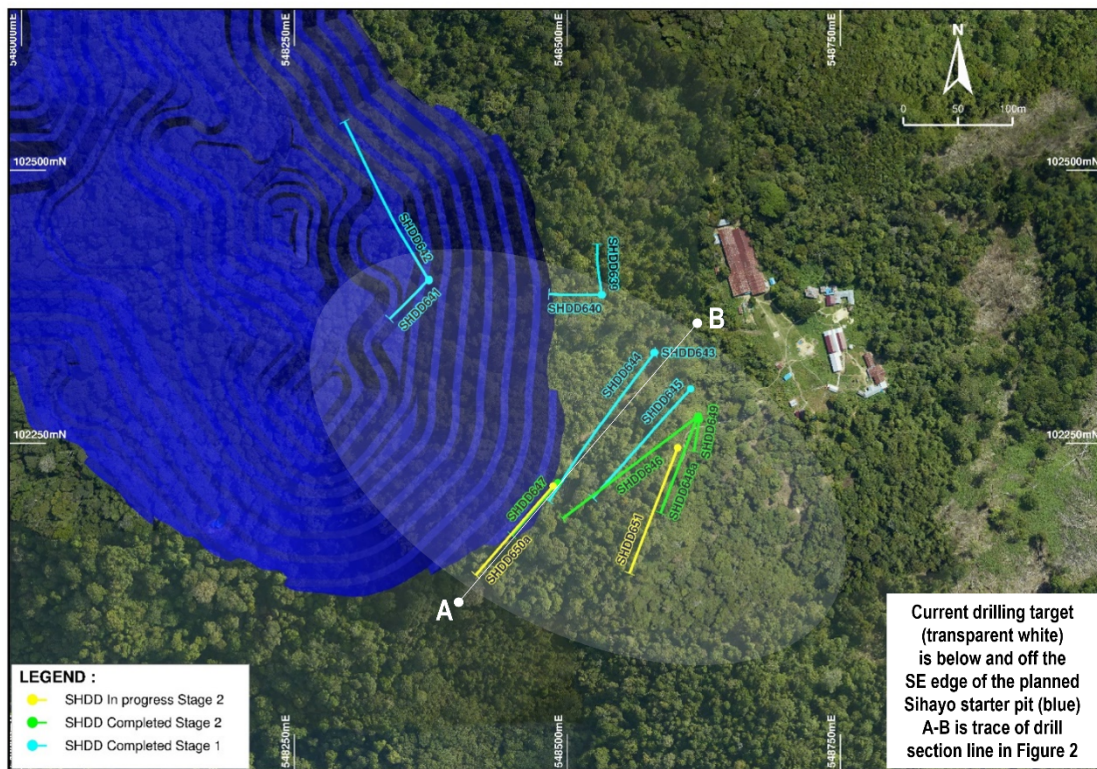 548000mE
548250mE
548500mE
548750mE
N
0 50 100m
102500mN
102500mN
SHDD642
SHDD641
SHDD639
SHDD640
B
SHDD644
SHDD643
SHDD645
SHDD649
102250mN
102250mN
SHDD646
SHDD648a
SHDD647
SHDD651
SHDD650a
A
LEGEND :
SHDD In progress Stage 2
SHDD Completed Stage 2
SHDD Completed Stage 1
548250mE
548500mE
548750mE
Current drilling target
(transparent white)
is below and off the
SE edge of the planned
Sihayo starter pit (blue)
A-B is trace of drill
section line in Figure 2